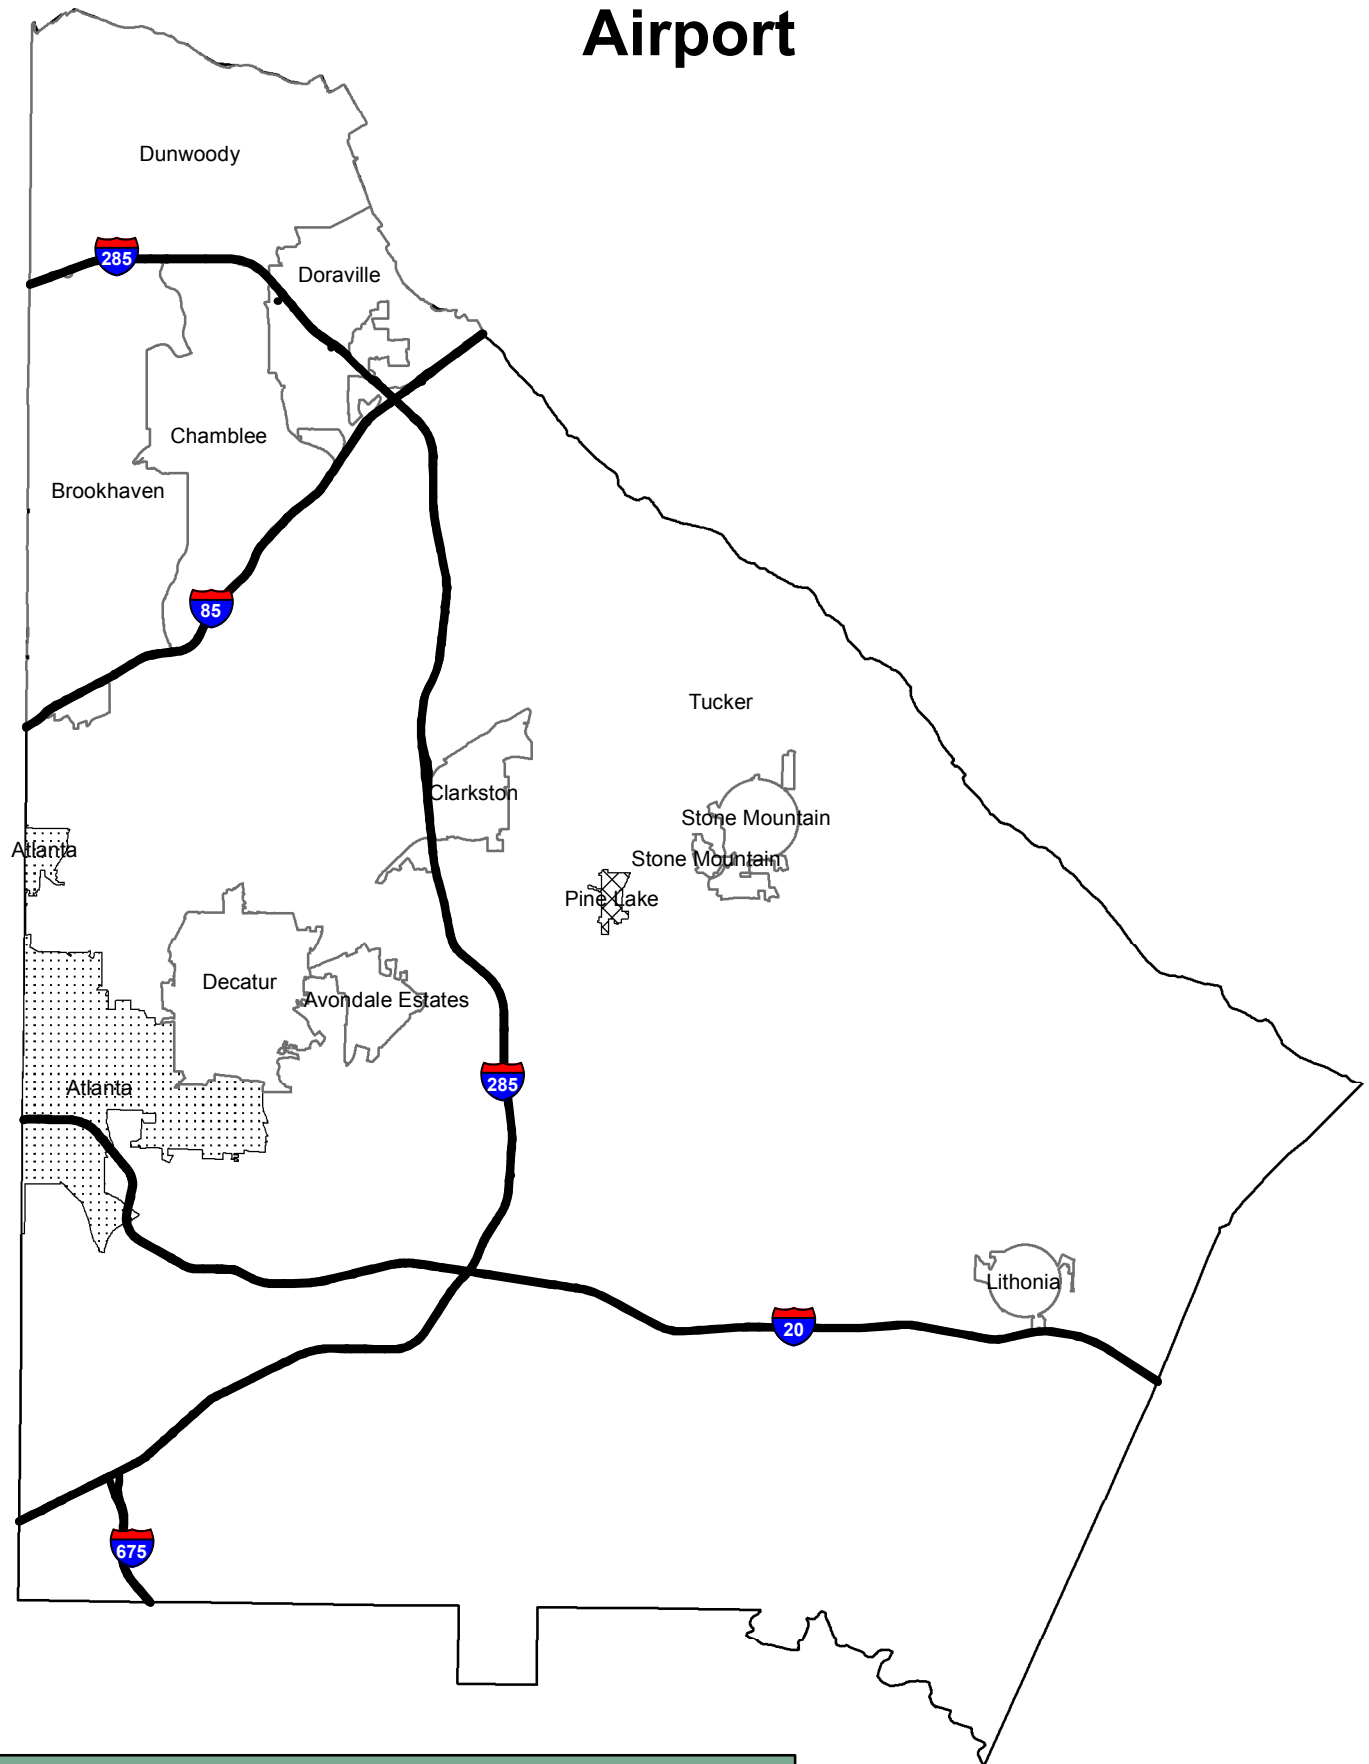 Airport
Dunwoody
285
Doraville
Chamblee
Brookhaven
85
Tucker
Clarkston
Stone Mountain
Atlanta
Stone Mountain
Pine Lake
Decatur
Avondale Estates
285
Atlanta
Lithonia
20
675